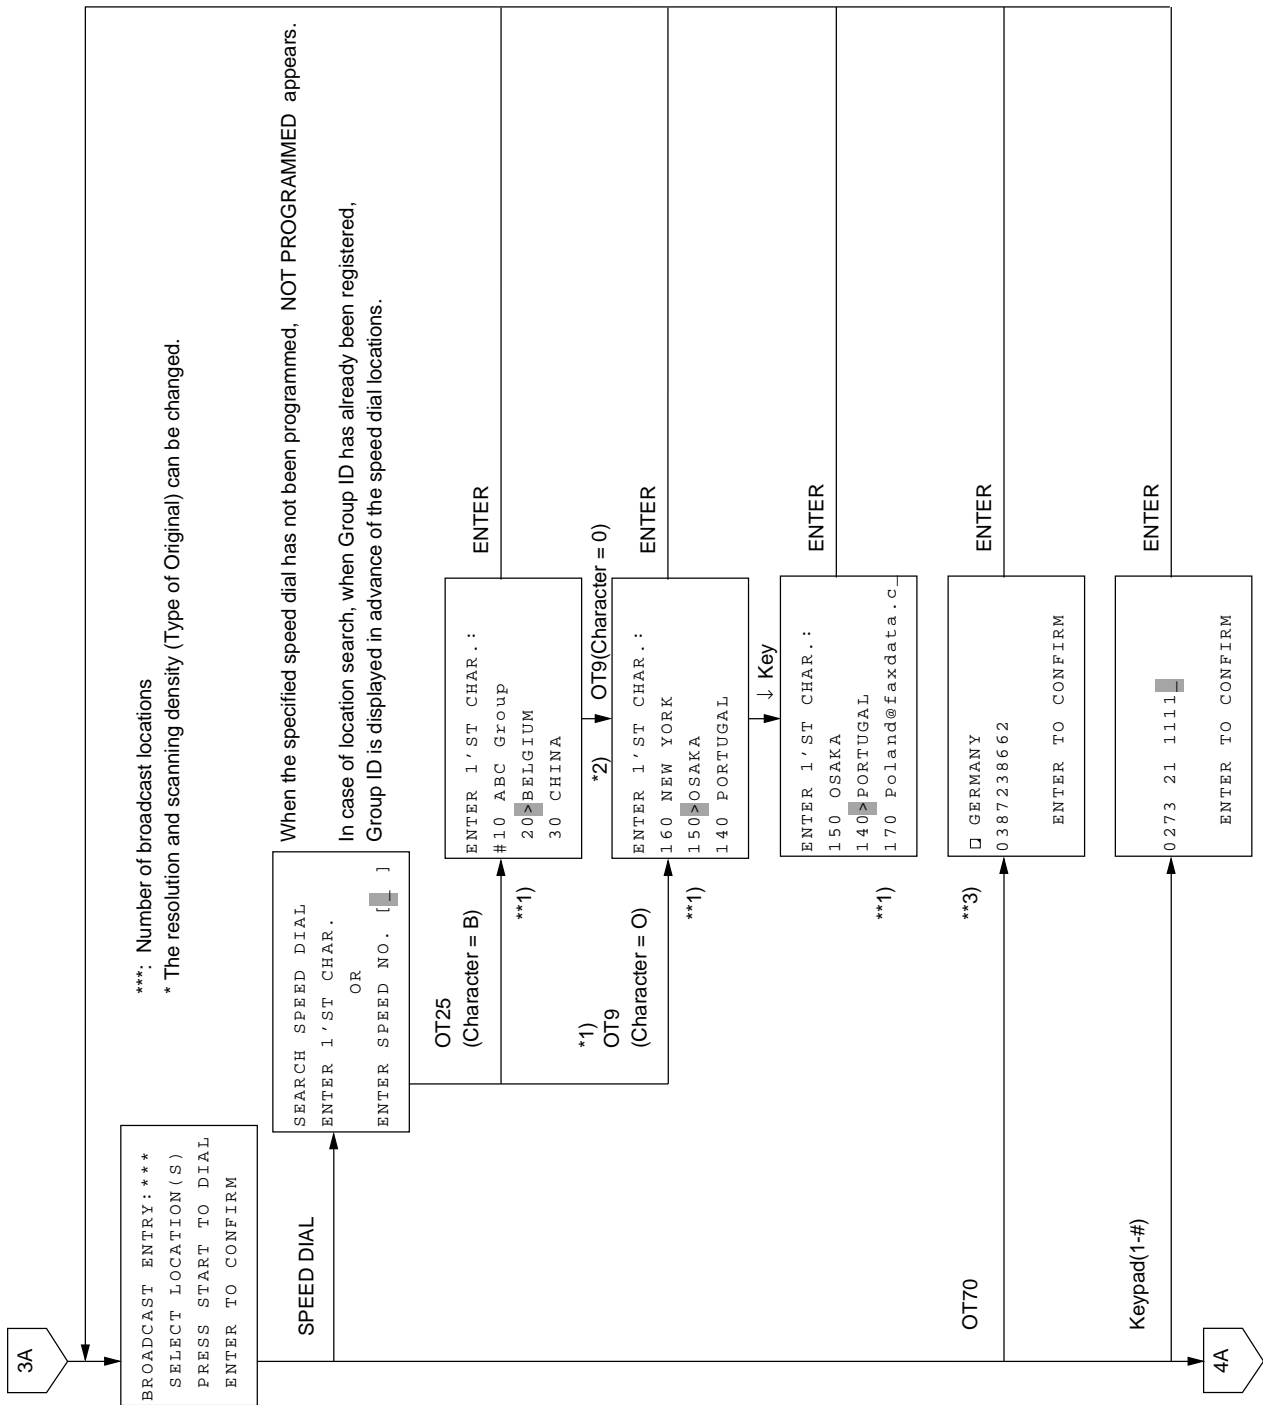 3A
BROADCAST ENTRY:***
SELECT LOCATION(S)
PRESS START TO DIAL
ENTER TO CONFIRM
***: Number of broadcast locations
* The resolution and scanning density (Type of Original) can be changed.
SPEED DIAL
SEARCH SPEED DIAL
ENTER 1'ST CHAR.
OR
ENTER SPEED NO. [_ ]
When the specified speed dial has not been programmed, NOT PROGRAMMED appears.
In case of location search, when Group ID has already been registered,
Group ID is displayed in advance of the speed dial locations.
OT25
(Character = B)
**1)
ENTER 1'ST CHAR.:
#10 ABC Group
20>BELGIUM
30 CHINA
ENTER
*2) OT9(Character = 0)
*1)
OT9
(Character = O)
**1)
ENTER 1'ST CHAR.:
160 NEW YORK
150>OSAKA
140 PORTUGAL
ENTER
↓ Key
**1)
ENTER 1'ST CHAR.:
150 OSAKA
140>PORTUGAL
170 Poland@faxdata.c_
ENTER
OT70
**3)
☐ GERMANY
0387238662
ENTER TO CONFIRM
ENTER
Keypad(1-#)
0273 21 1111_
ENTER TO CONFIRM
ENTER
4A